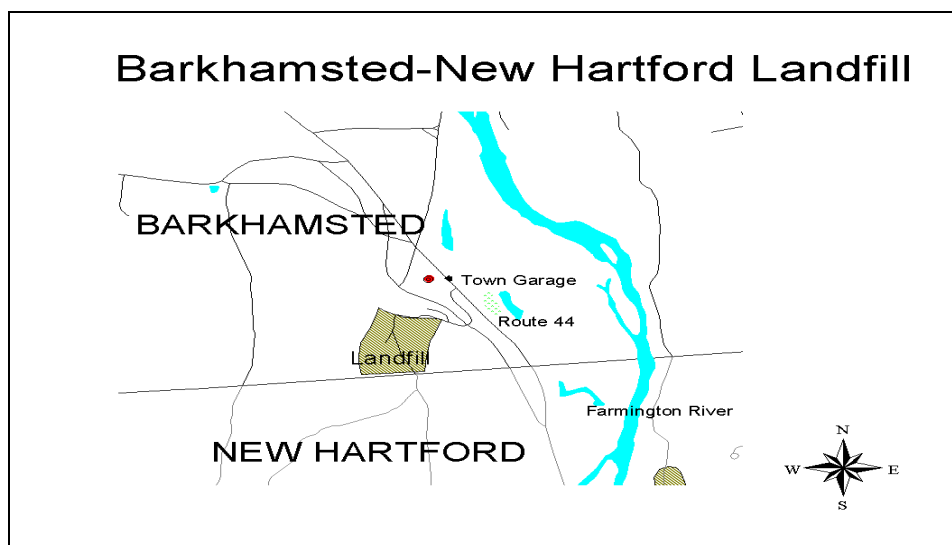 Barkhamsted-New Hartford Landfill
BARKHAMSTED
Town Garage
Route 44
Landfill
Farmington River
NEW HARTFORD
N
W E
S